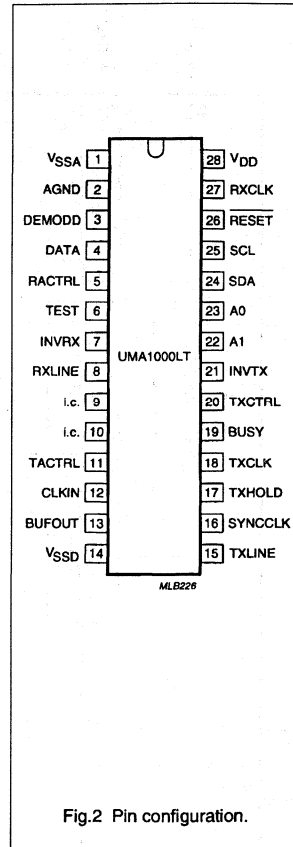 VSSA 1 28 VDD
AGND 2 27 RXCLK
DEMODD 3 26 RESET
DATA 4 25 SCL
RACTRL 5 24 SDA
TEST 6 23 A0
INVRX 7 22 A1
UMA1000LT
RXLINE 8 21 INVTX
i.c. 9 20 TXCTRL
i.c. 10 19 BUSY
TACTRL 11 18 TXCLK
CLKIN 12 17 TXHOLD
BUFOUT 13 16 SYNCCLK
VSSD 14 15 TXLINE
MLB226
Fig.2 Pin configuration.